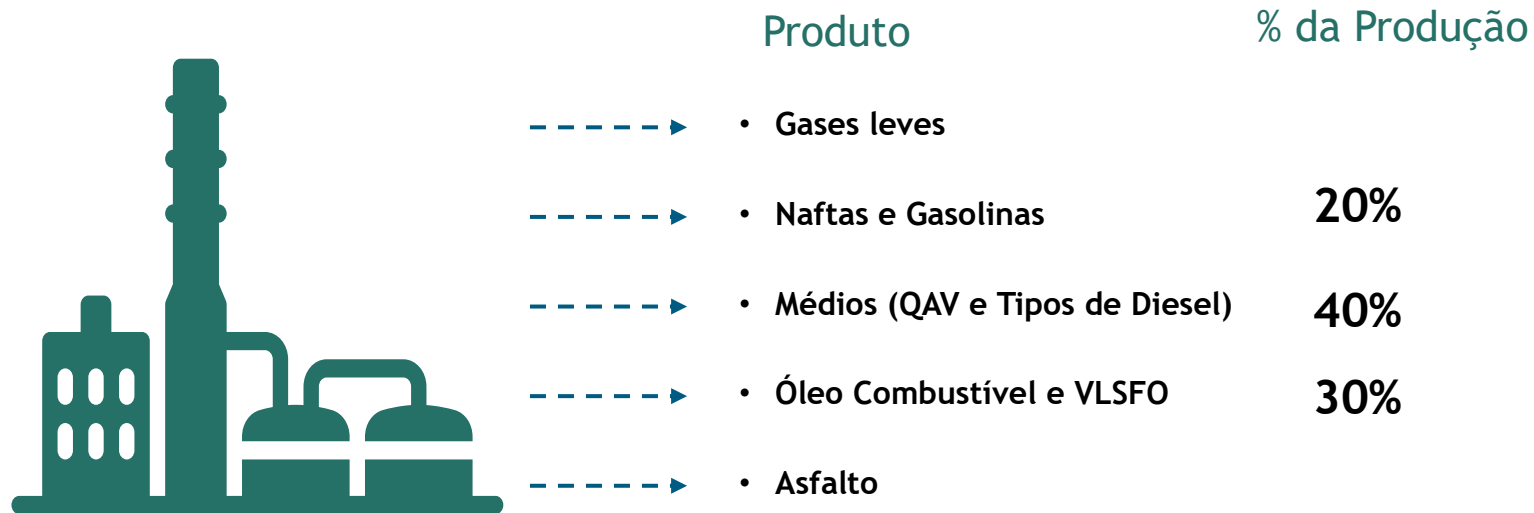 Produto % da Produção
• Gases leves
• Naftas e Gasolinas 20%
• Médios (QAV e Tipos de Diesel) 40%
• Óleo Combustível e VLSFO 30%
• Asfalto